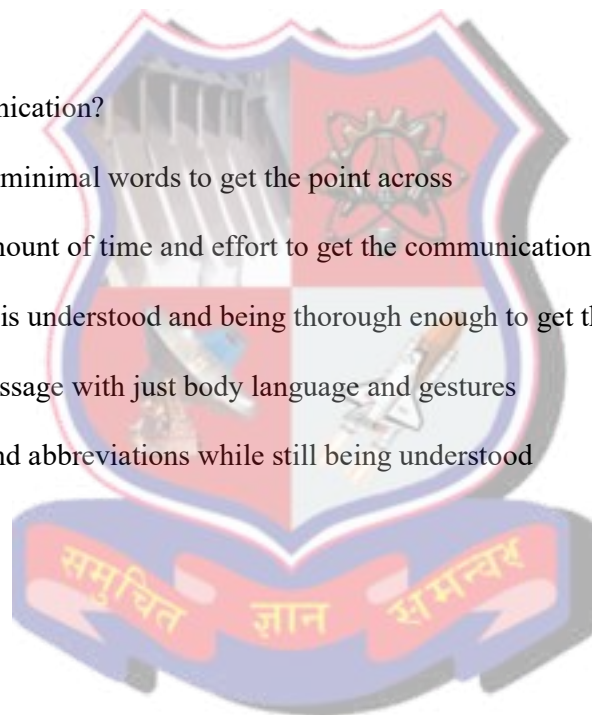 nication?
minimal words to get the point across
mount of time and effort to get the communication
is understood and being thorough enough to get th
ssage with just body language and gestures
nd abbreviations while still being understood
समुचित ज्ञान समन्वय